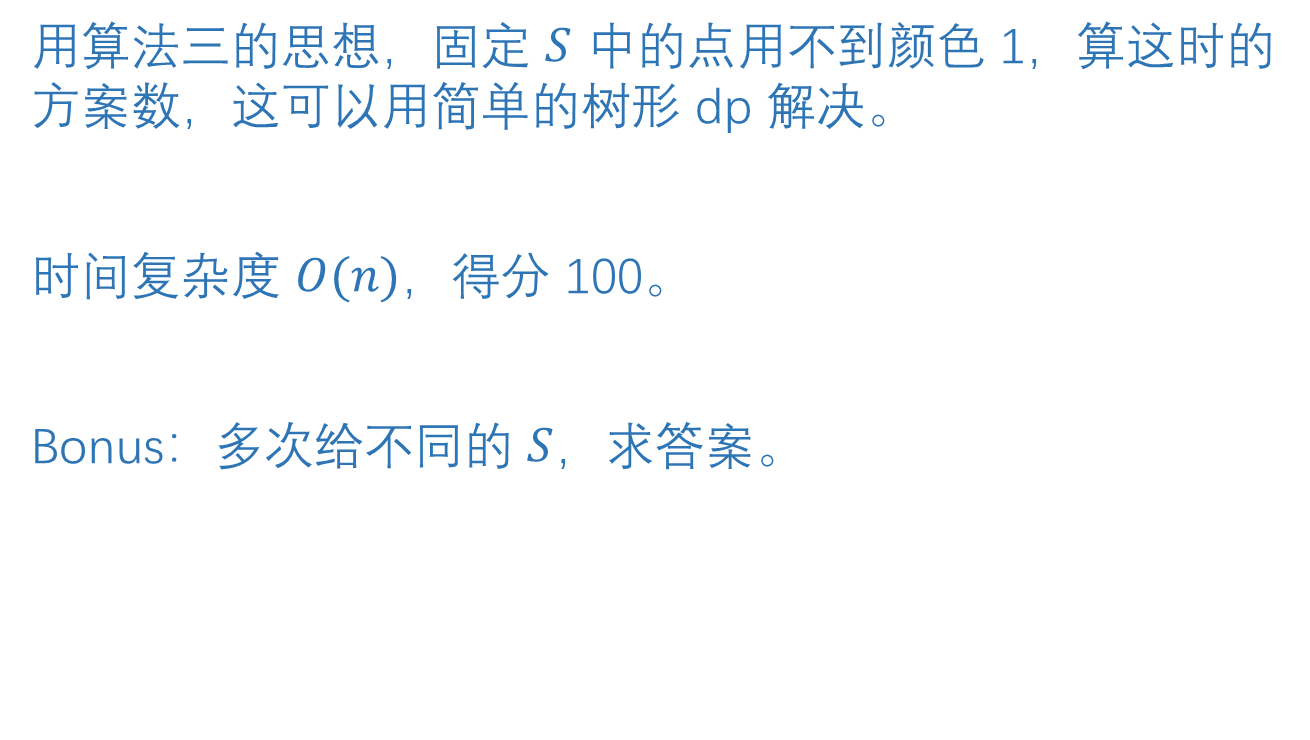 用算法三的思想，固定 S 中的点用不到颜色 1，算这时的
方案数，这可以用简单的树形 dp 解决。
时间复杂度 O(n)，得分 100。
Bonus：多次给不同的 S，求答案。